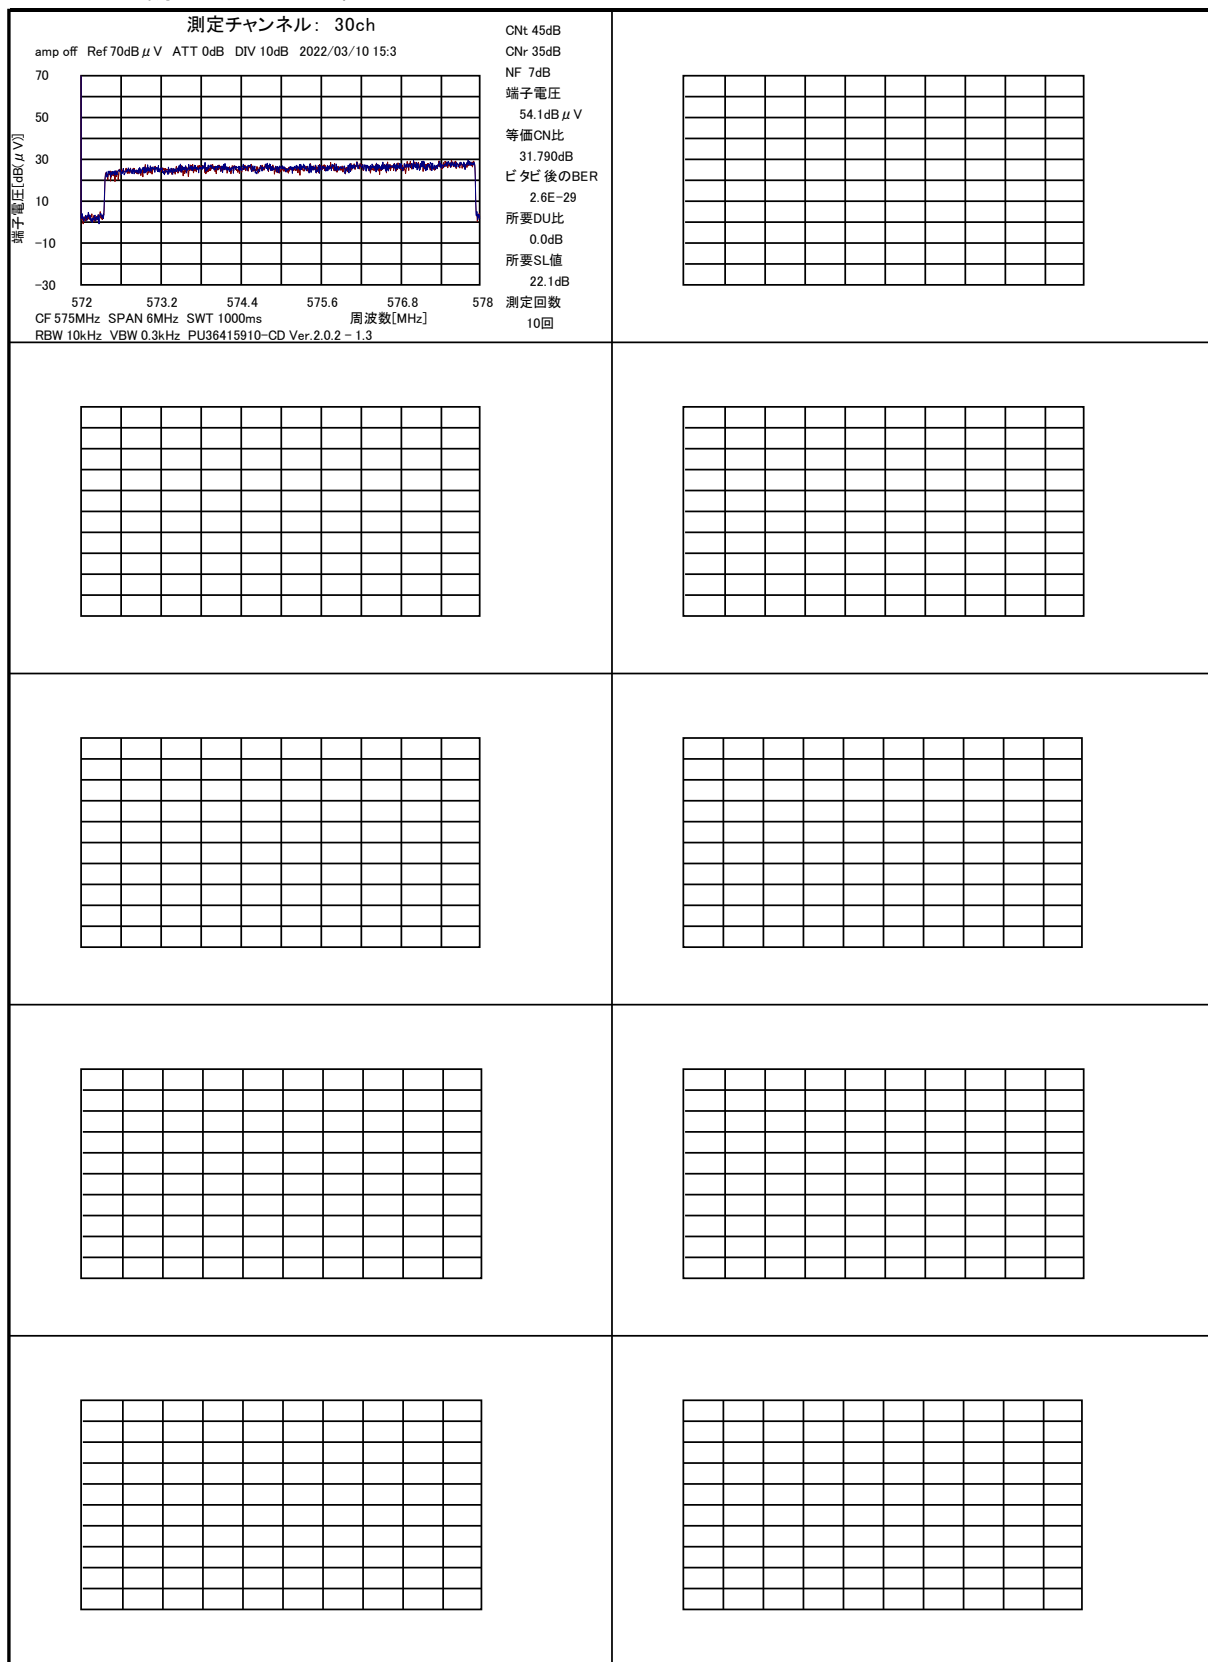 測定チャンネル: 30ch
amp off Ref 70dBμV ATT 0dB DIV 10dB 2022/03/10 15:3
70
50
30
10
-10
-30
端子電圧[dB(μV)]
572 573.2 574.4 575.6 576.8 578
CF 575MHz SPAN 6MHz SWT 1000ms 周波数[MHz]
RBW 10kHz VBW 0.3kHz PU36415910-CD Ver.2.0.2 - 1.3
CNt 45dB
CNr 35dB
NF 7dB
端子電圧
54.1dBμV
等価CN比
31.790dB
ビタビ後のBER
2.6E-29
所要DU比
0.0dB
所要SL値
22.1dB
測定回数
10回